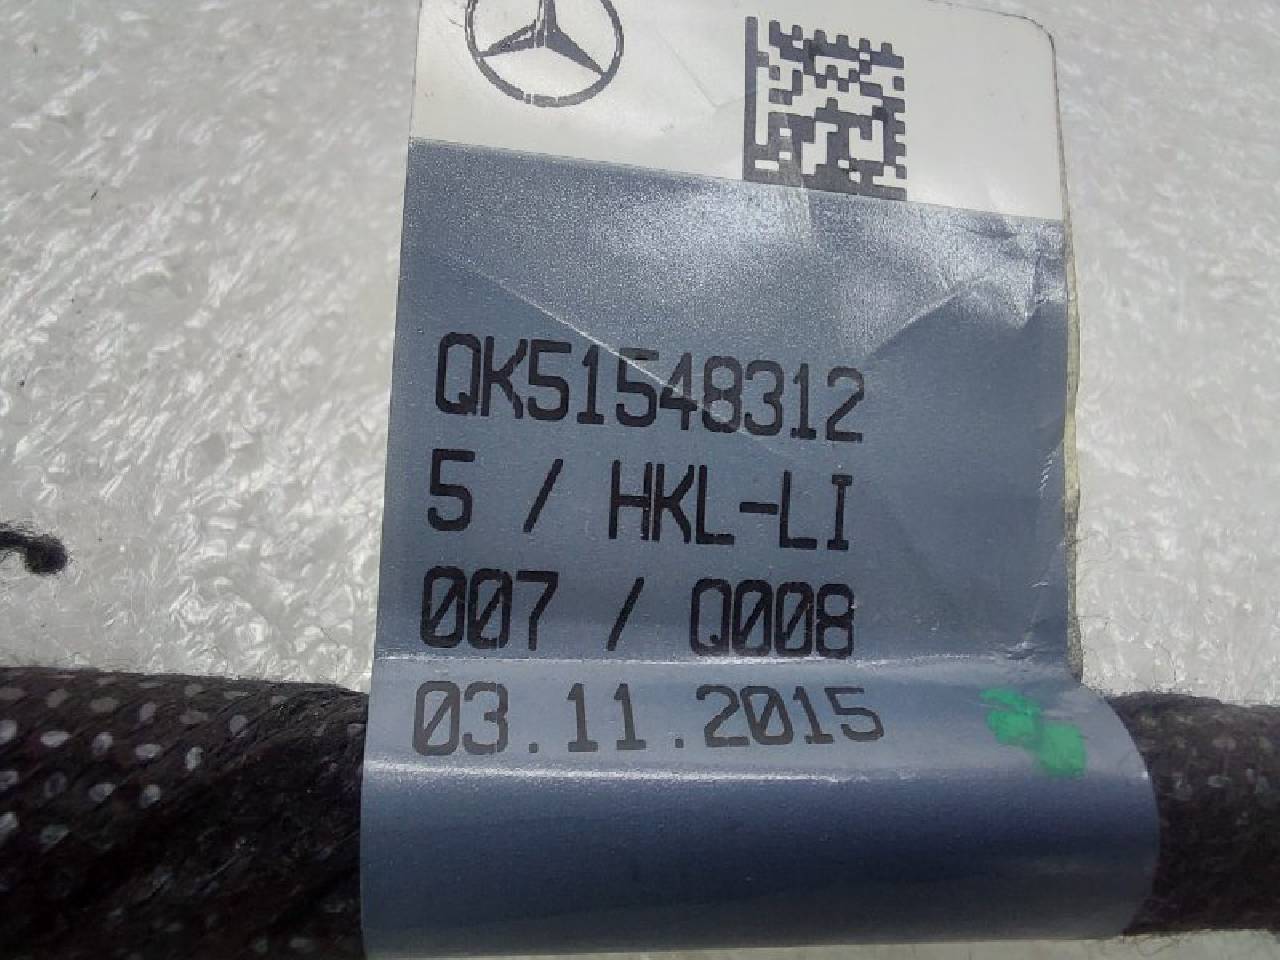 QK51548312
5 / HKL-LI
007 / Q008
03.11.2015